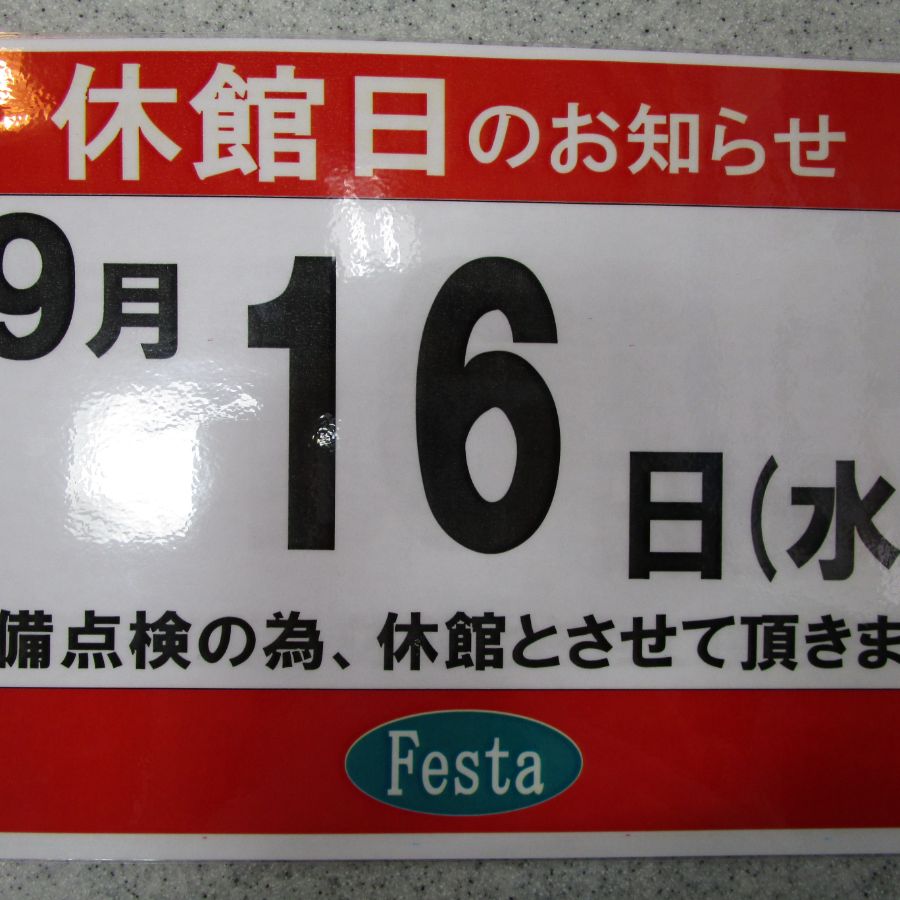 休館日のお知らせ
9月16日(水
備点検の為、休館とさせて頂きま
Festa